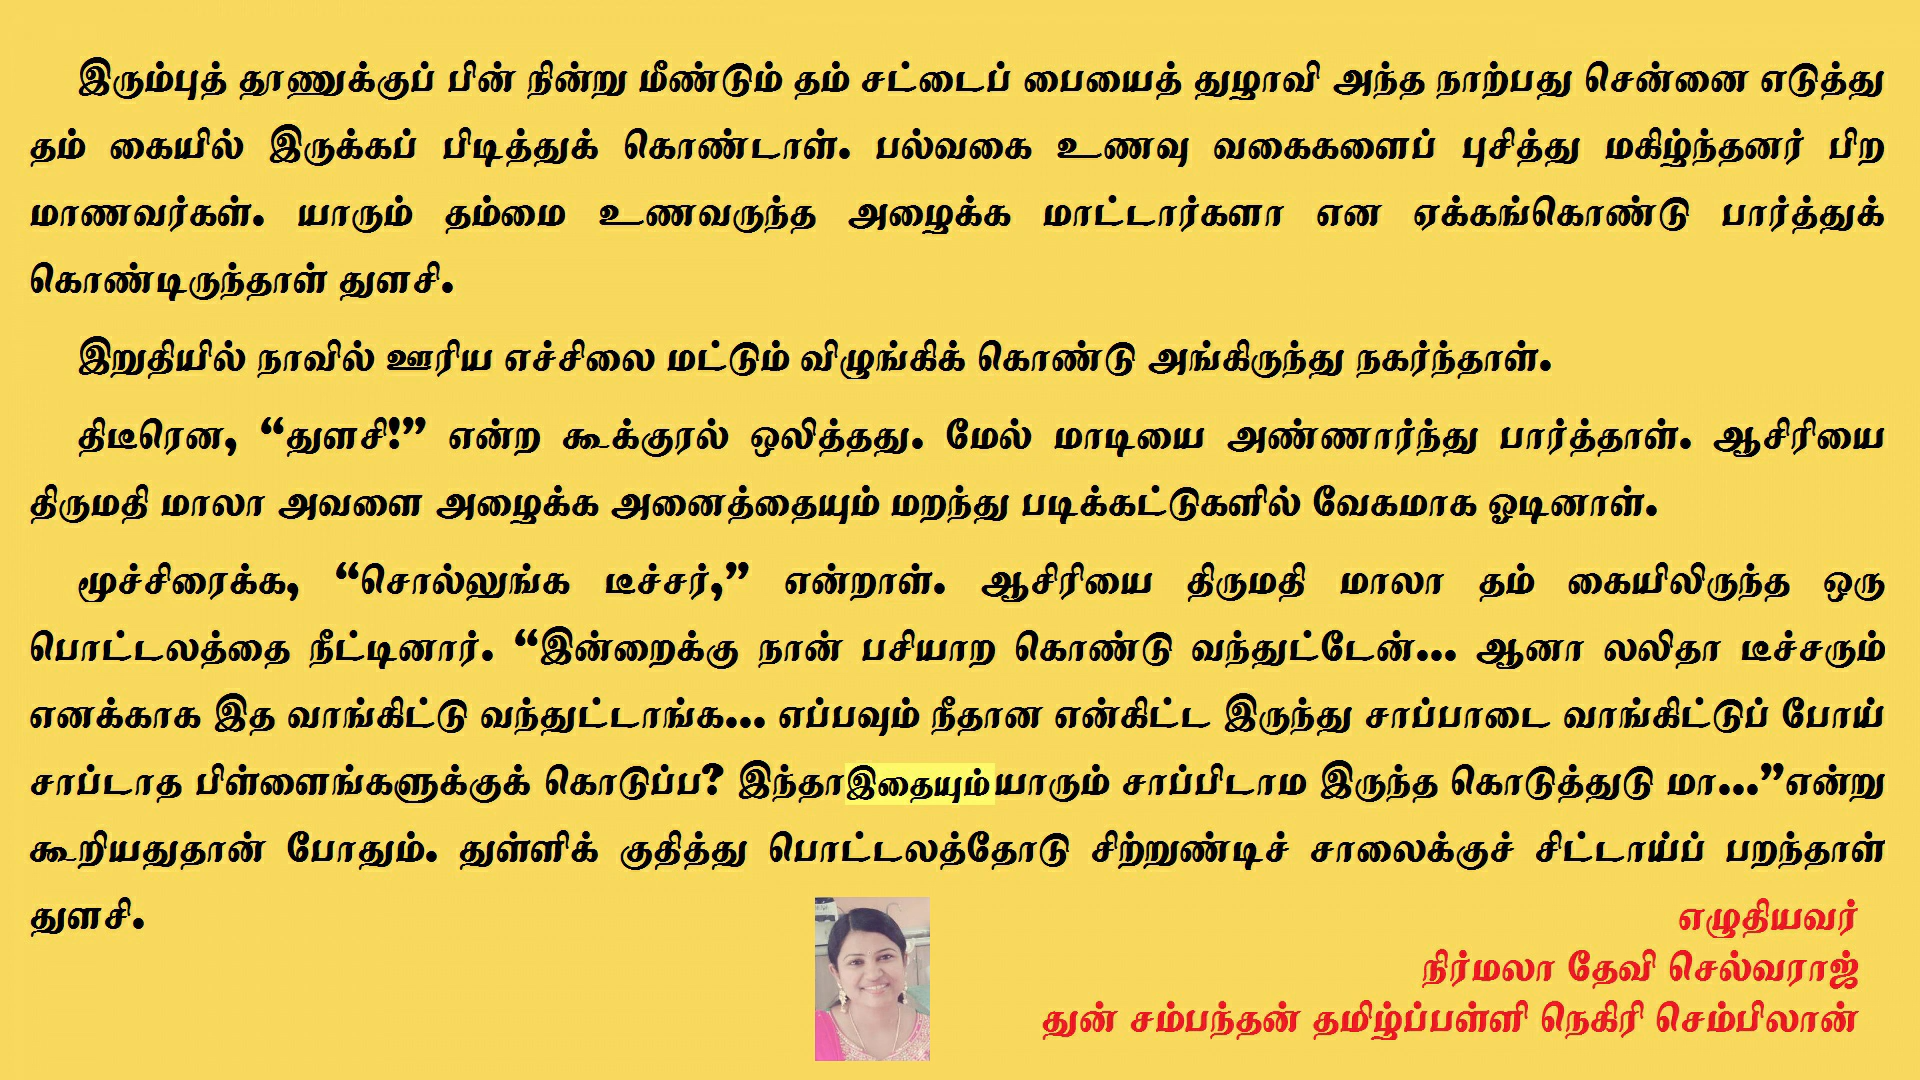 இரும்புத் தூணுக்குப் பின் நின்று மீண்டும் தம் சட்டைப் பையைத் துழாவி அந்த நாற்பது சென்னை எடுத்து
தம் கையில் இருக்கப் பிடித்துக் கொண்டாள். பல்வகை உணவு வகைகளைப் புசித்து மகிழ்ந்தனர் பிற
மாணவர்கள். யாரும் தம்மை உணவருந்த அழைக்க மாட்டார்களா என ஏக்கங்கொண்டு பார்த்துக்
கொண்டிருந்தாள் துளசி.
இறுதியில் நாவில் ஊரிய எச்சிலை மட்டும் விழுங்கிக் கொண்டு அங்கிருந்து நகர்ந்தாள்.
திடீரென, “துளசி!” என்ற கூக்குரல் ஒலித்தது. மேல் மாடியை அண்ணார்ந்து பார்த்தாள். ஆசிரியை
திருமதி மாலா அவளை அழைக்க அனைத்தையும் மறந்து படிக்கட்டுகளில் வேகமாக ஓடினாள்.
மூச்சிரைக்க, “சொல்லுங்க டீச்சர்,” என்றாள். ஆசிரியை திருமதி மாலா தம் கையிலிருந்த ஒரு
பொட்டலத்தை நீட்டினார். “இன்றைக்கு நான் பசியாற கொண்டு வந்துட்டேன்... ஆனா லலிதா டீச்சரும்
எனக்காக இத வாங்கிட்டு வந்துட்டாங்க... எப்பவும் நீதான என்கிட்ட இருந்து சாப்பாடை வாங்கிட்டுப் போய்
சாப்டாத பிள்ளைங்களுக்குக் கொடுப்ப? இந்தா இதையும் யாரும் சாப்பிடாம இருந்த கொடுத்துடு மா...”என்று
கூறியதுதான் போதும். துள்ளிக் குதித்து பொட்டலத்தோடு சிற்றுண்டிச் சாலைக்குச் சிட்டாய்ப் பறந்தாள்
துளசி.
எழுதியவர்
நிர்மலா தேவி செல்வராஜ்
துன் சம்பந்தன் தமிழ்ப்பள்ளி நெகிரி செம்பிலான்